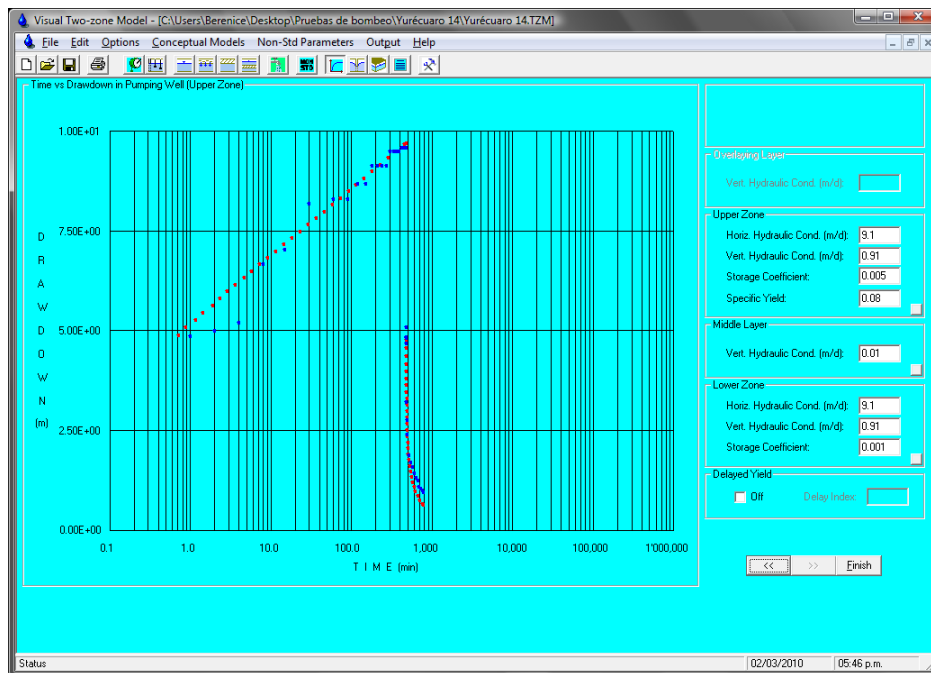 Visual Two-zone Model - [C:\Users\Berenice\Desktop\Pruebas de bombeo\Yurécuaro 14\Yurécuaro 14.TZM]
File Edit Options Conceptual Models Non-Std Parameters Output Help
Time vs Drawdown in Pumping Well (Upper Zone)
1.00E+01
7.50E+00
5.00E+00
2.50E+00
0.00E+00
D R A W D O W N (m)
0.1 1.0 10.0 100.0 1,000 10,000 100,000 1'000,000
T I M E (min)
Overlaying Layer
Vert. Hydraulic Cond. (m/d):
Upper Zone
Horiz. Hydraulic Cond. (m/d): 9.1
Vert. Hydraulic Cond. (m/d): 0.91
Storage Coefficient: 0.005
Specific Yield: 0.08
Middle Layer
Vert. Hydraulic Cond. (m/d): 0.01
Lower Zone
Horiz. Hydraulic Cond. (m/d): 9.1
Vert. Hydraulic Cond. (m/d): 0.91
Storage Coefficient: 0.001
Delayed Yield
Off Delay Index:
<< >> Finish
Status 02/03/2010 05:46 p.m.